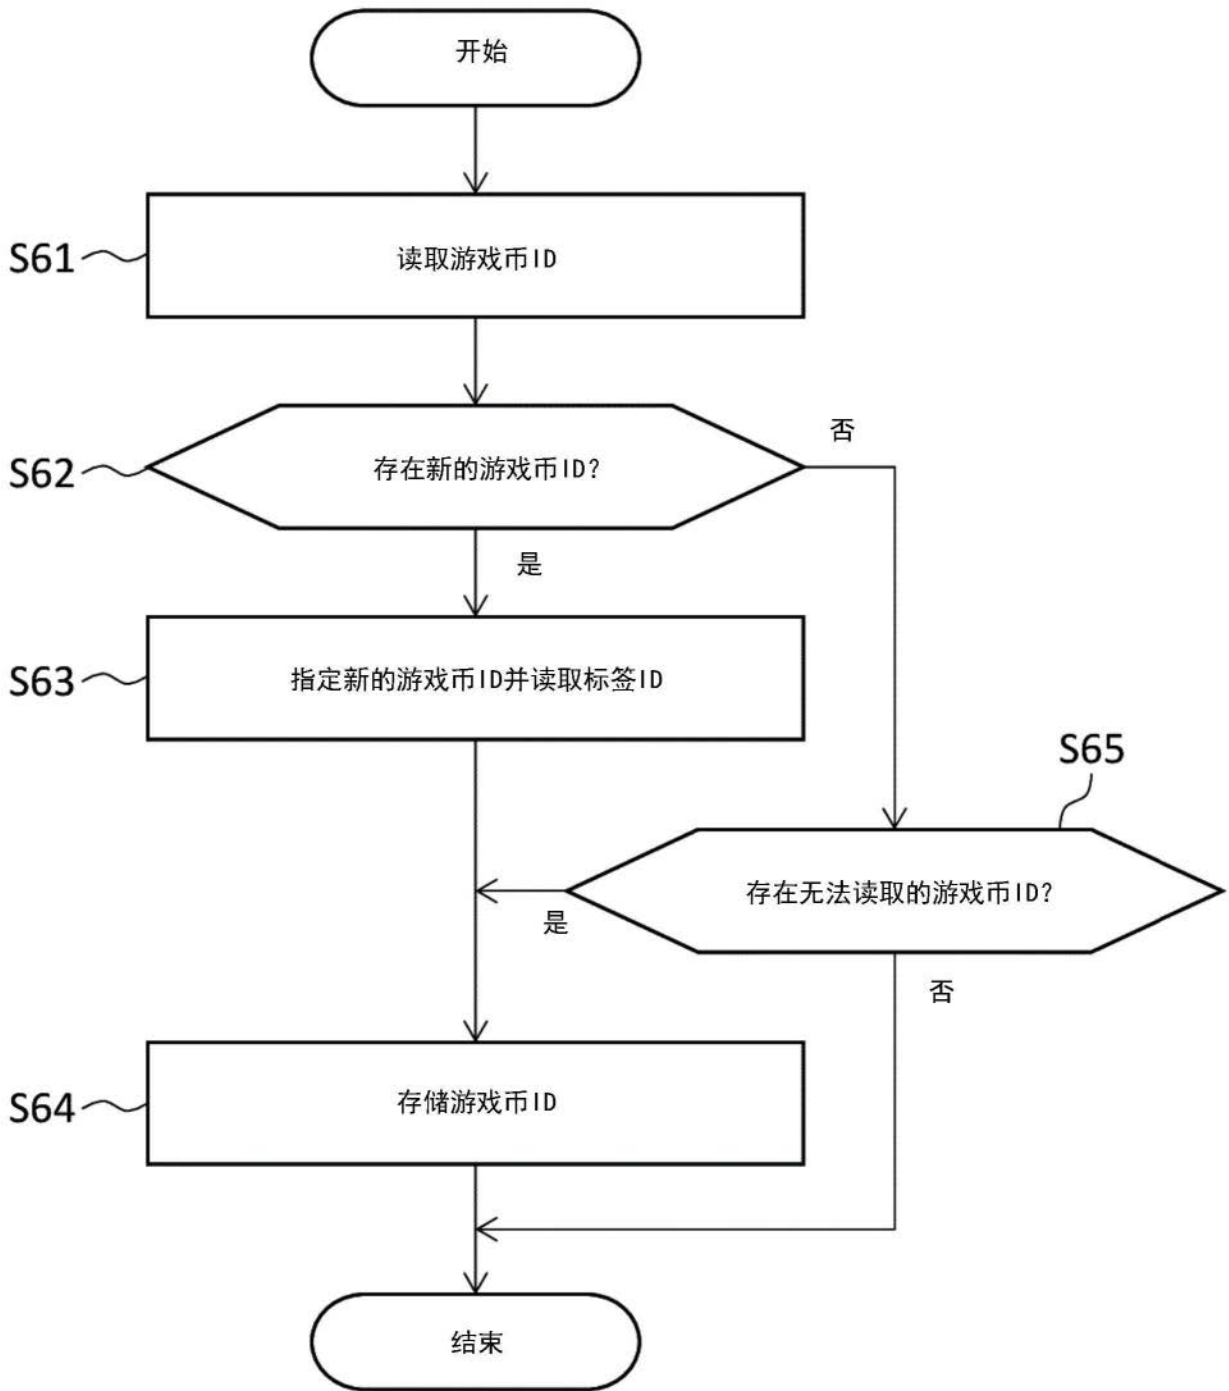 开始
S61
读取游戏币ID
否
S62
存在新的游戏币ID?
是
S63
指定新的游戏币ID并读取标签ID
S65
存在无法读取的游戏币ID?
是
否
S64
存储游戏币ID
结束